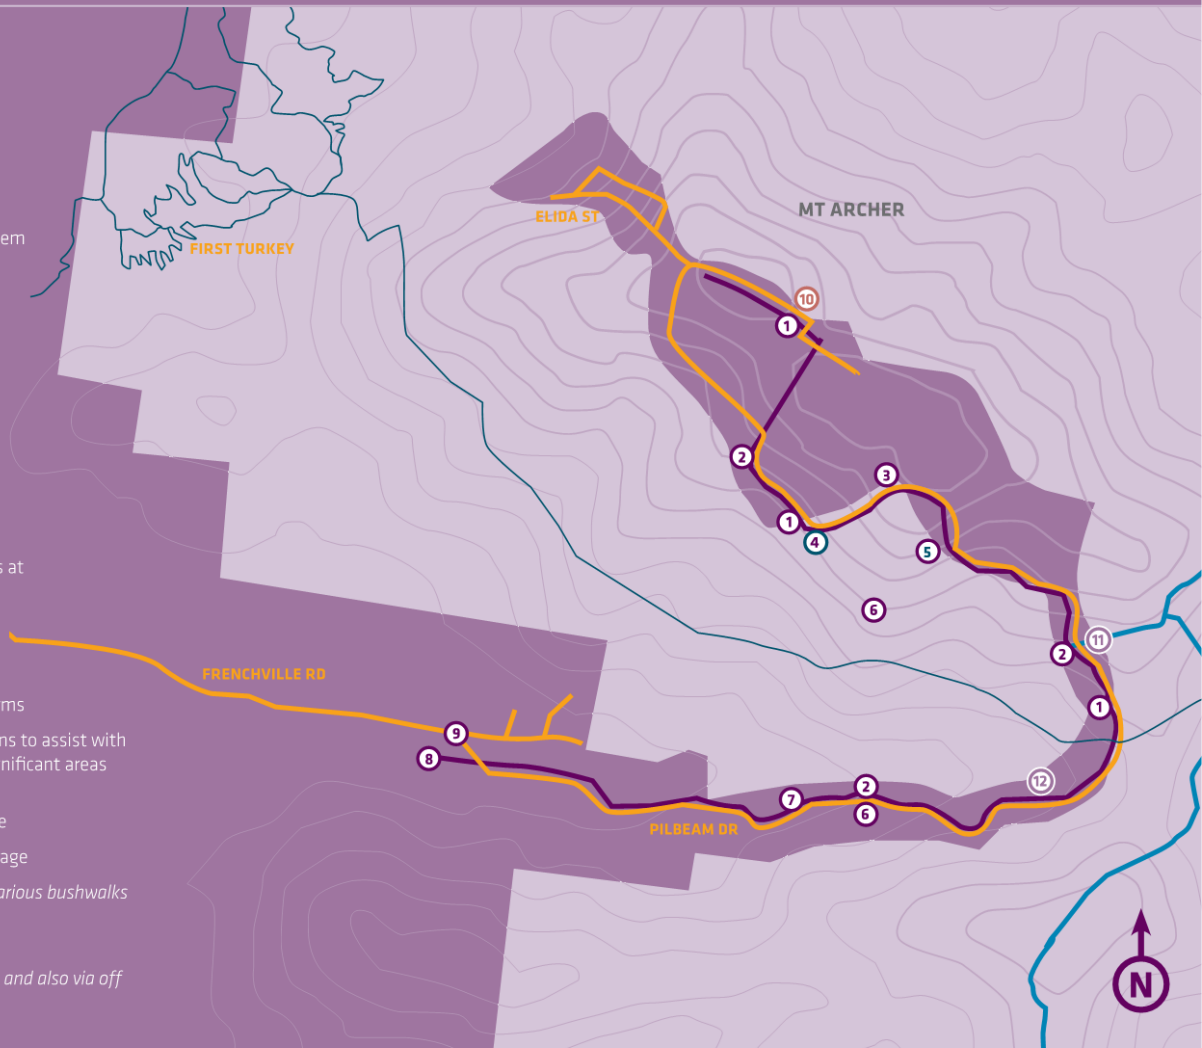 em
s at
rms
ns to assist with
nificant areas
e
age
arious bushwalks
and also via off
FIRST TURKEY
ELIDA ST
MT ARCHER
10
1
2
3
1
4
5
6
11
2
1
FRENCHVILLE RD
9
8
12
2
7
6
PILBEAM DR
N